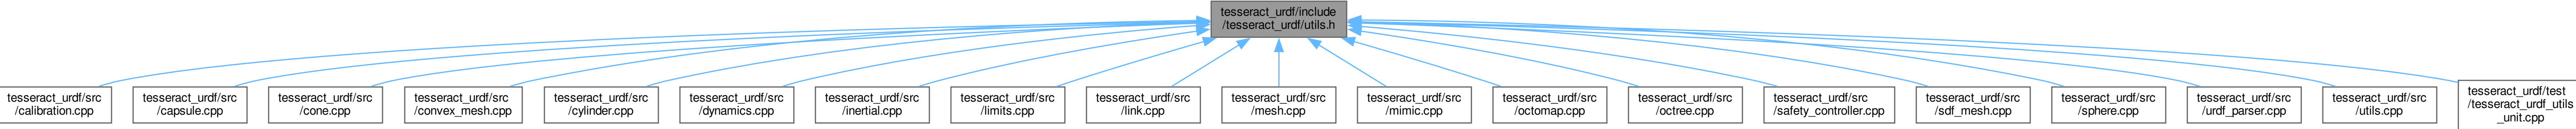 tesseract_urdf/include
/tesseract_urdf/utils.h
tesseract_urdf/src
/calibration.cpp
tesseract_urdf/src
/capsule.cpp
tesseract_urdf/src
/cone.cpp
tesseract_urdf/src
/convex_mesh.cpp
tesseract_urdf/src
/cylinder.cpp
tesseract_urdf/src
/dynamics.cpp
tesseract_urdf/src
/inertial.cpp
tesseract_urdf/src
/limits.cpp
tesseract_urdf/src
/link.cpp
tesseract_urdf/src
/mesh.cpp
tesseract_urdf/src
/mimic.cpp
tesseract_urdf/src
/octomap.cpp
tesseract_urdf/src
/octree.cpp
tesseract_urdf/src
/safety_controller.cpp
tesseract_urdf/src
/sdf_mesh.cpp
tesseract_urdf/src
/sphere.cpp
tesseract_urdf/src
/urdf_parser.cpp
tesseract_urdf/src
/utils.cpp
tesseract_urdf/test
/tesseract_urdf_utils
_unit.cpp